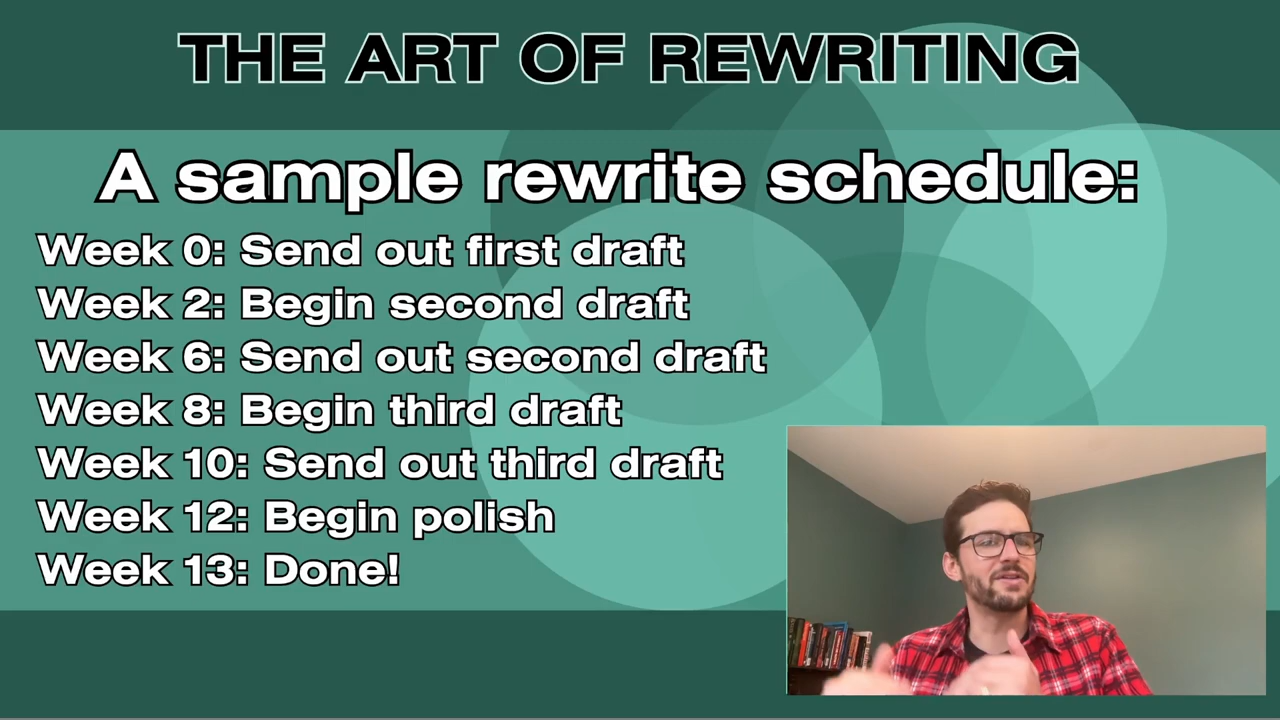 THE ART OF REWRITING
A sample rewrite schedule:
Week 0: Send out first draft
Week 2: Begin second draft
Week 6: Send out second draft
Week 8: Begin third draft
Week 10: Send out third draft
Week 12: Begin polish
Week 13: Done!